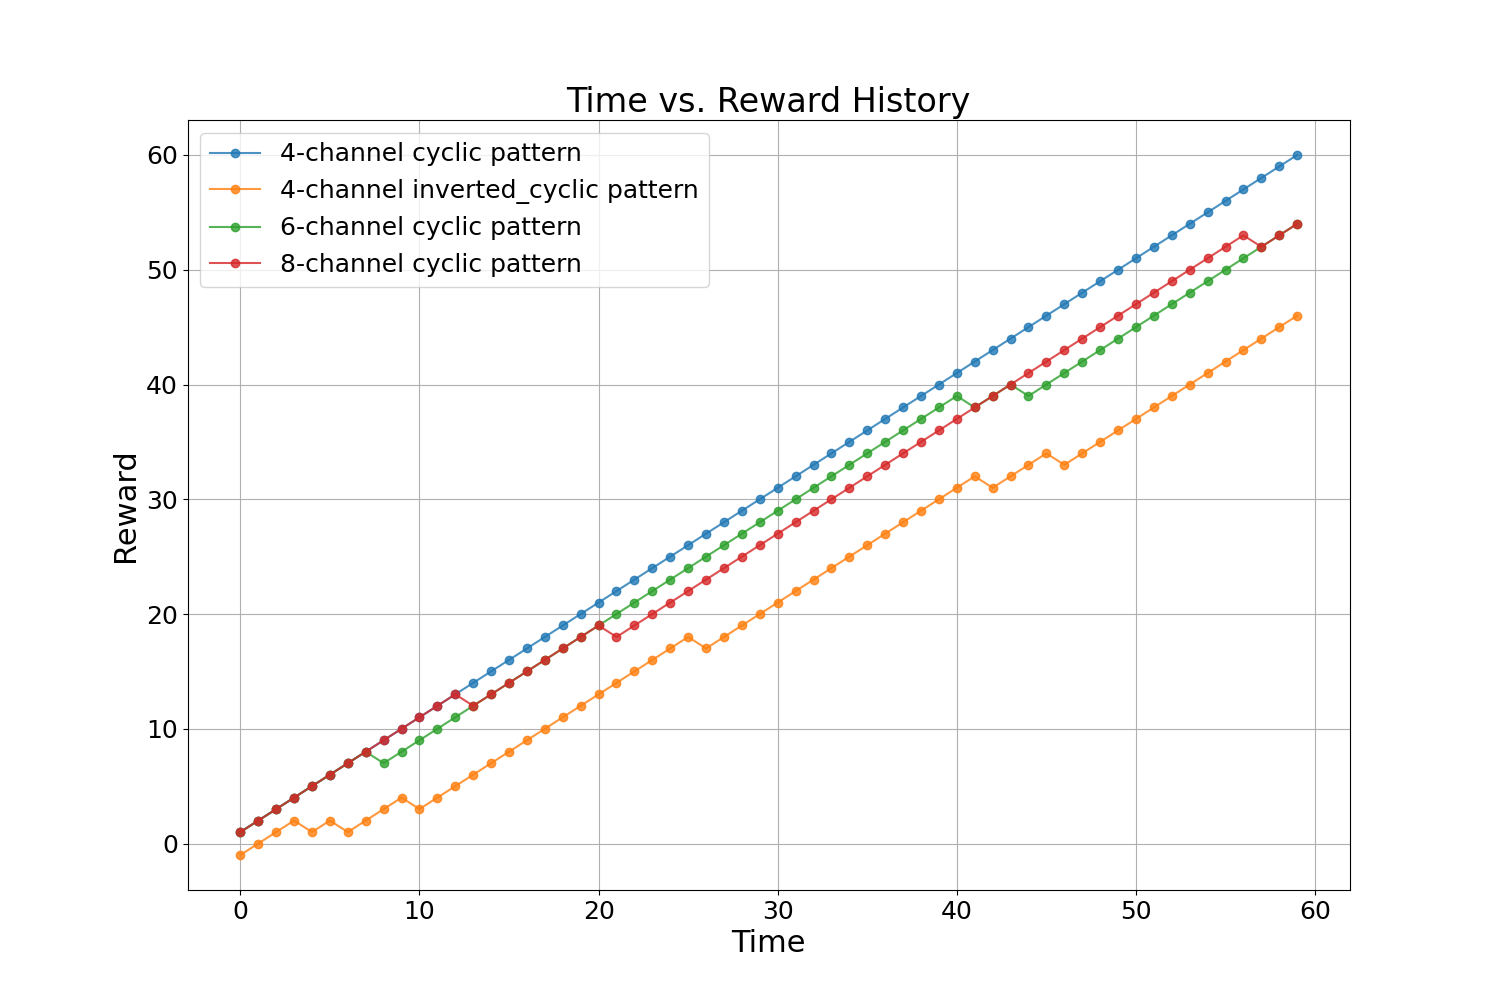 Time vs. Reward History
4-channel cyclic pattern
4-channel inverted_cyclic pattern
6-channel cyclic pattern
8-channel cyclic pattern
Reward
60
50
40
30
20
10
0
0 10 20 30 40 50 60
Time